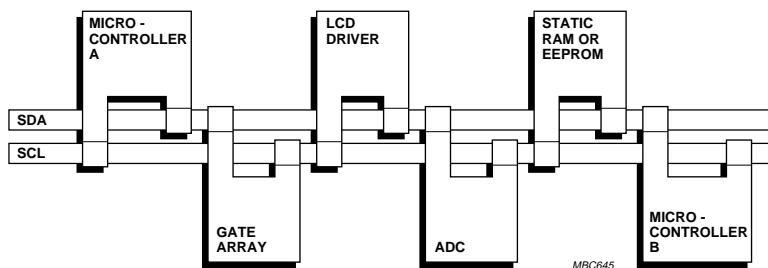 MICRO -
CONTROLLER
A
LCD
DRIVER
STATIC
RAM OR
EEPROM
SDA
SCL
GATE
ARRAY
ADC
MICRO -
CONTROLLER
B
MBC645